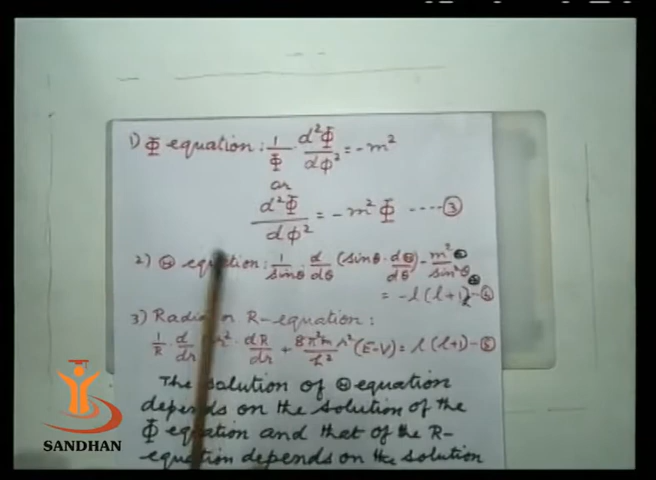 1) Φ equation: 1/Φ · d²Φ/dφ² = -m²
or
d²Φ/dφ² = -m² Φ ---- ③
2) Θ equation: 1/sinθ · d/dθ (sinθ · dΘ/dθ) - m²Θ/sin²θ
= -l(l+1) - ④
3) Radial or R-equation:
1/R · d/dr r² · dR/dr + 8π²m/h² r² (E-V) = l(l+1) - ⑤
The solution of Θ equation
depends on the solution of the
Φ equation and that of the R-
equation depends on the solution
SANDHAN